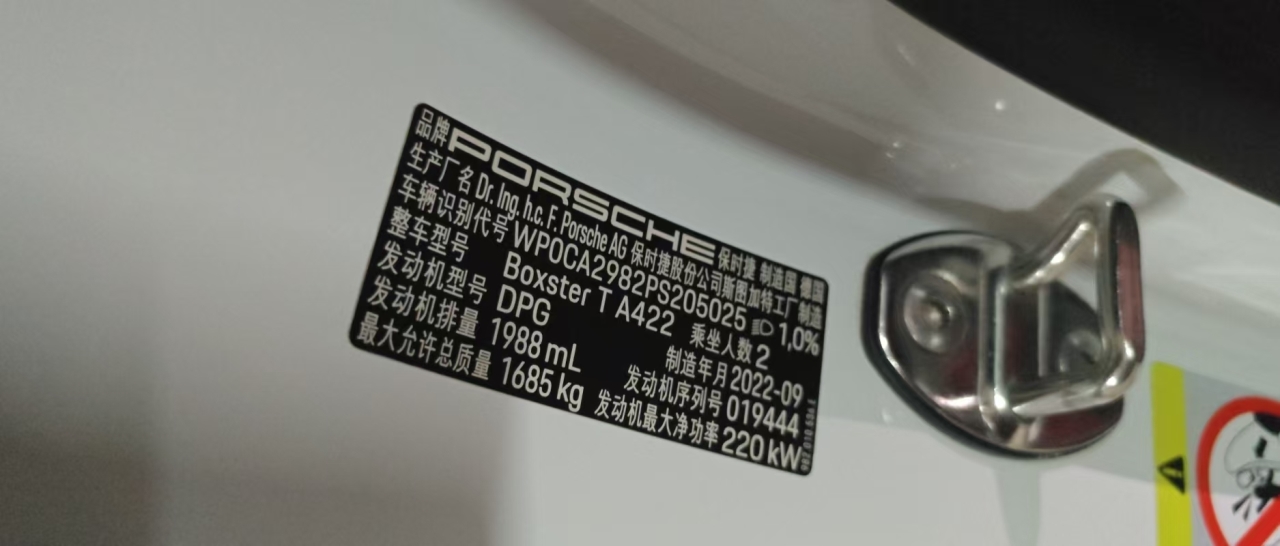 品牌 PORSCHE 保时捷 制造国 德国
生产厂名 Dr. Ing. h.c. F. Porsche AG 保时捷股份公司斯图加特工厂制造
车辆识别代号 WP0CA2982PS205025 1,0%
整车型号 Boxster T A422 乘坐人数 2
发动机型号 DPG 制造年月 2022-09
发动机排量 1988 mL 发动机序列号 019444
最大允许总质量 1685 kg 发动机最大净功率 220 kW